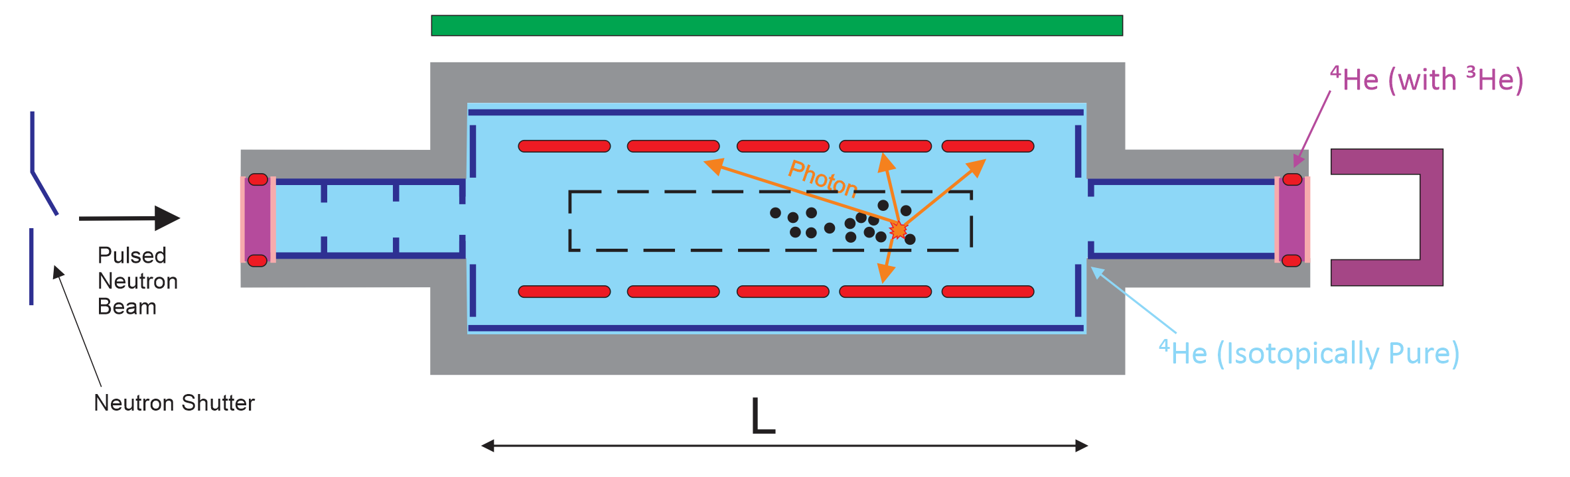 ⁴He (with ³He)
Photon
Pulsed
Neutron
Beam
⁴He (Isotopically Pure)
Neutron Shutter
L